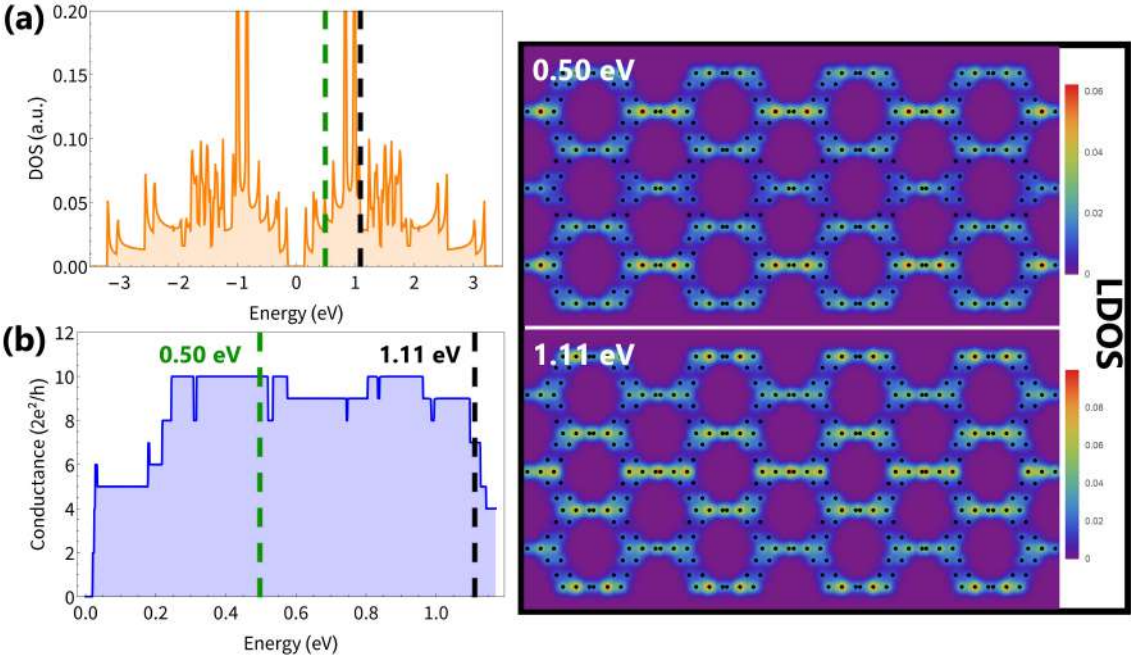 (a)
DOS (a.u.)
0.20
0.15
0.10
0.05
0.00
−3 −2 −1 0 1 2 3
Energy (eV)
(b)
0.50 eV 1.11 eV
Conductance (2e²/h)
12
10
8
6
4
2
0
0.0 0.2 0.4 0.6 0.8 1.0
Energy (eV)
0.50 eV
0.06
0.04
0.02
0
1.11 eV
0.08
0.06
0.04
0.02
0
LDOS